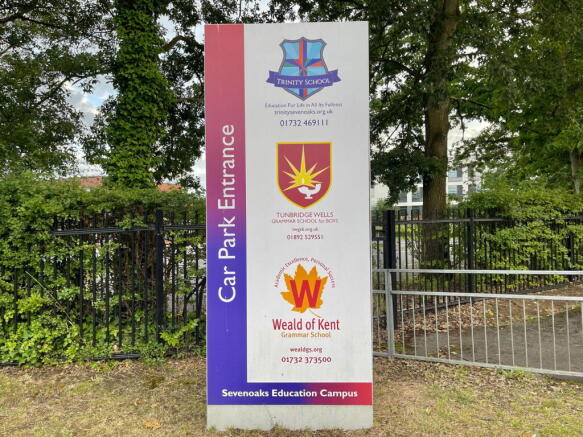 Car Park Entrance
TRINITY SCHOOL
Education For Life in All Its Fullness
trinitysevenoaks.org.uk
01732 469111
TUNBRIDGE WELLS
GRAMMAR SCHOOL for BOYS
twgsb.org.uk
01892 529551
Academic Excellence, Personal Success
W
Weald of Kent
Grammar School
wealdgs.org
01732 373500
Sevenoaks Education Campus